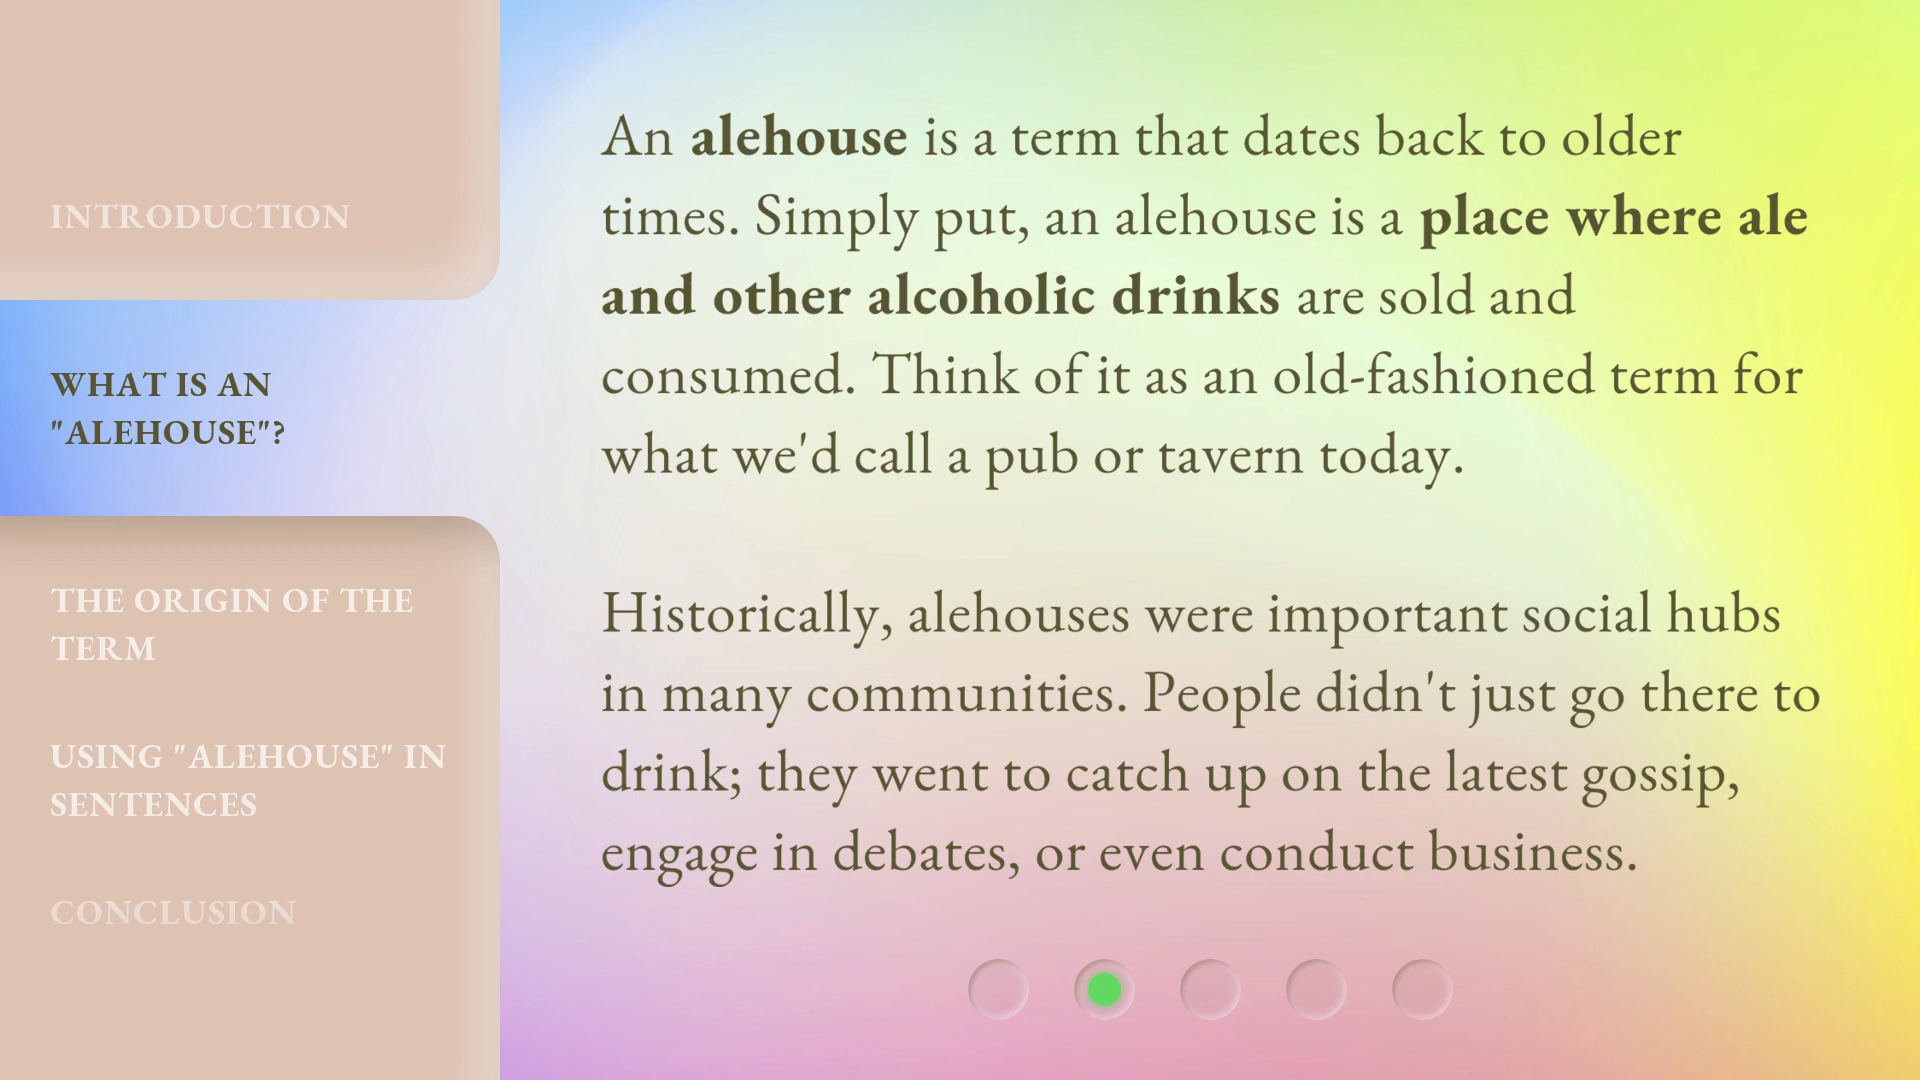 INTRODUCTION
WHAT IS AN
"ALEHOUSE"?
THE ORIGIN OF THE
TERM
USING "ALEHOUSE" IN
SENTENCES
CONCLUSION
An alehouse is a term that dates back to older
times. Simply put, an alehouse is a place where ale
and other alcoholic drinks are sold and
consumed. Think of it as an old-fashioned term for
what we'd call a pub or tavern today.
Historically, alehouses were important social hubs
in many communities. People didn't just go there to
drink; they went to catch up on the latest gossip,
engage in debates, or even conduct business.